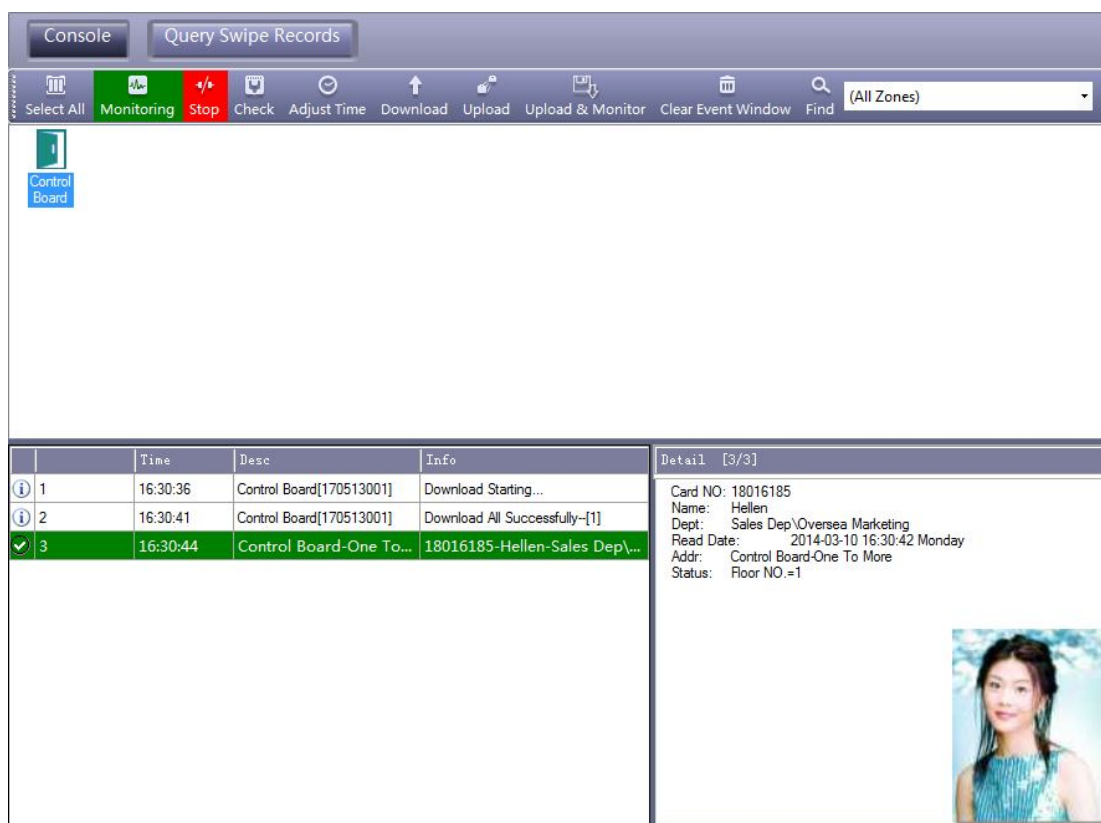 Console Query Swipe Records
Select All Monitoring Stop Check Adjust Time Download Upload Upload & Monitor Clear Event Window Find (All Zones)
Control
Board
Time Desc Info
1 16:30:36 Control Board[170513001] Download Starting...
2 16:30:41 Control Board[170513001] Download All Successfully--[1]
3 16:30:44 Control Board-One To... 18016185-Hellen-Sales Dep\...
Detail [3/3]
Card NO: 18016185
Name: Hellen
Dept: Sales Dep\Oversea Marketing
Read Date: 2014-03-10 16:30:42 Monday
Addr: Control Board-One To More
Status: Floor NO.=1